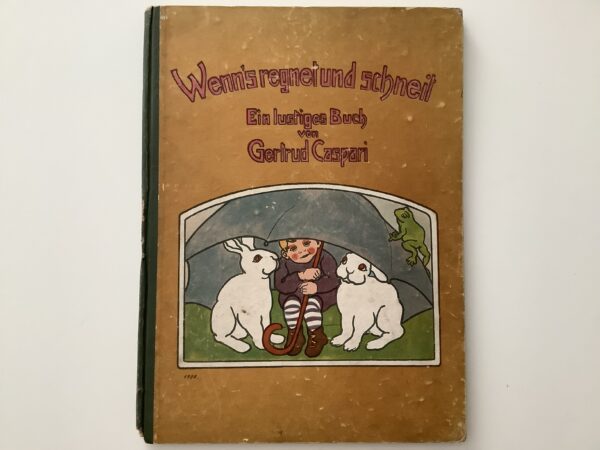 Wenn's regnet und schneit
Ein lustiges Buch
von
Gertrud Caspari